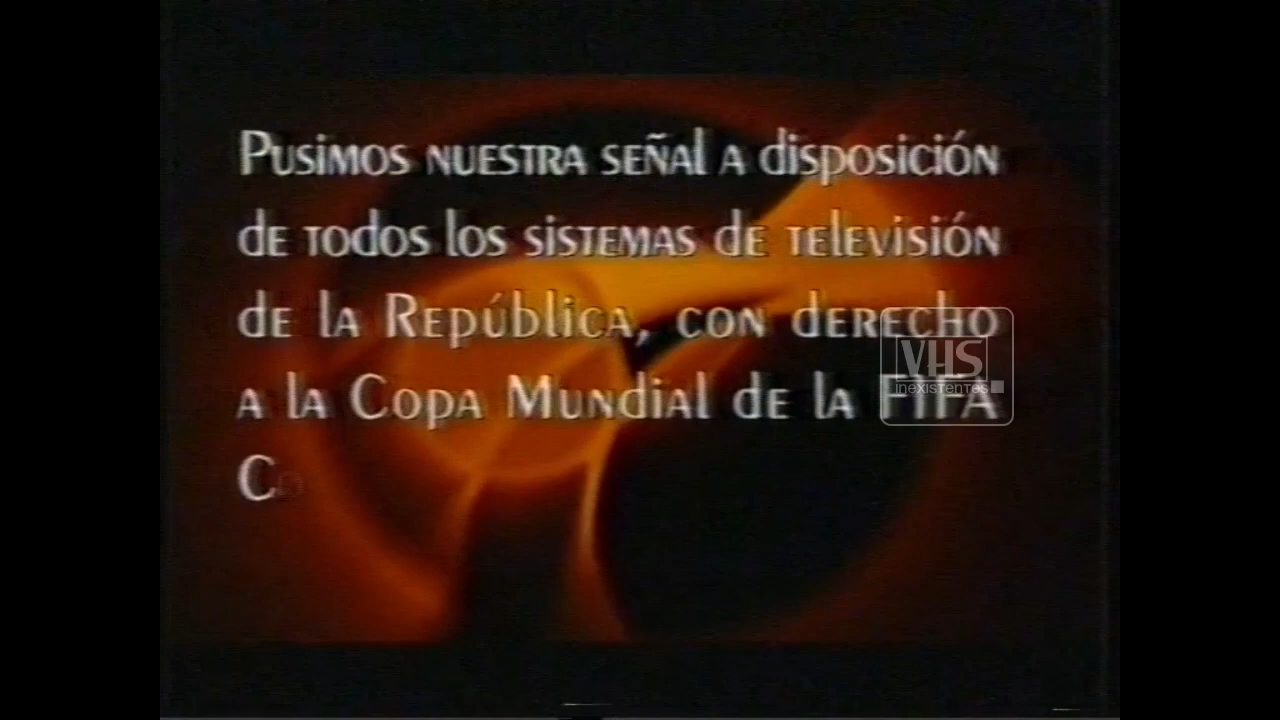 Pusimos nuestra señal a disposición
de todos los sistemas de televisión
de la República, con derecho
a la Copa Mundial de la FIFA
Co
VHS
INEXISTENTES